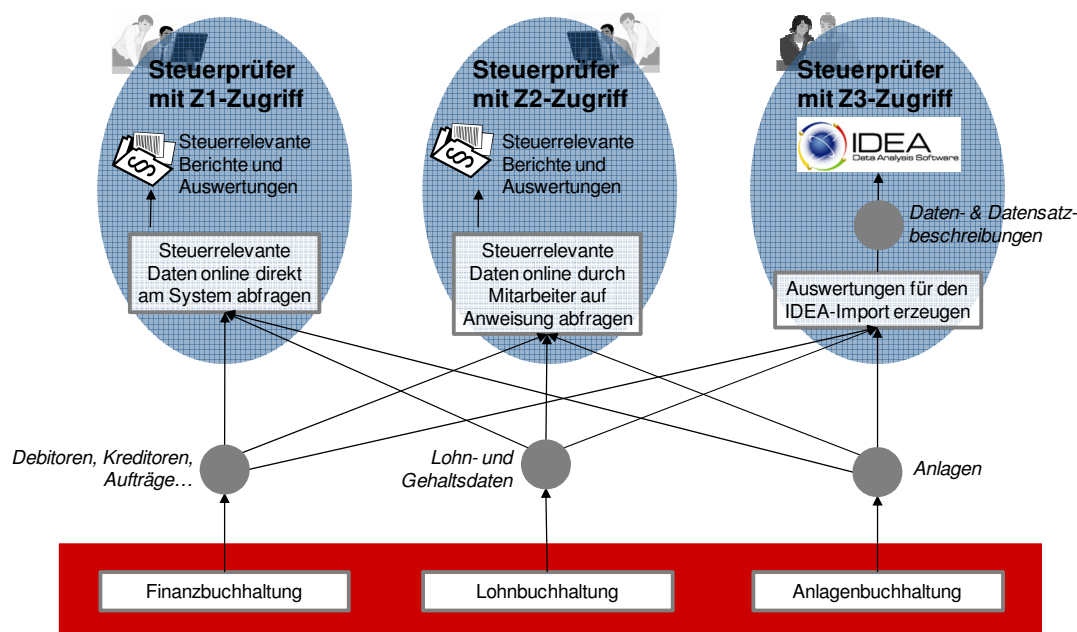 Steuerprüfer
mit Z1-Zugriff
Steuerrelevante
Berichte und
Auswertungen
Steuerrelevante
Daten online direkt
am System abfragen
Steuerprüfer
mit Z2-Zugriff
Steuerrelevante
Berichte und
Auswertungen
Steuerrelevante
Daten online durch
Mitarbeiter auf
Anweisung abfragen
Steuerprüfer
mit Z3-Zugriff
IDEA
Data Analysis Software
Daten- & Datensatz-
beschreibungen
Auswertungen für den
IDEA-Import erzeugen
Debitoren, Kreditoren,
Aufträge…
Lohn- und
Gehaltsdaten
Anlagen
Finanzbuchhaltung
Lohnbuchhaltung
Anlagenbuchhaltung